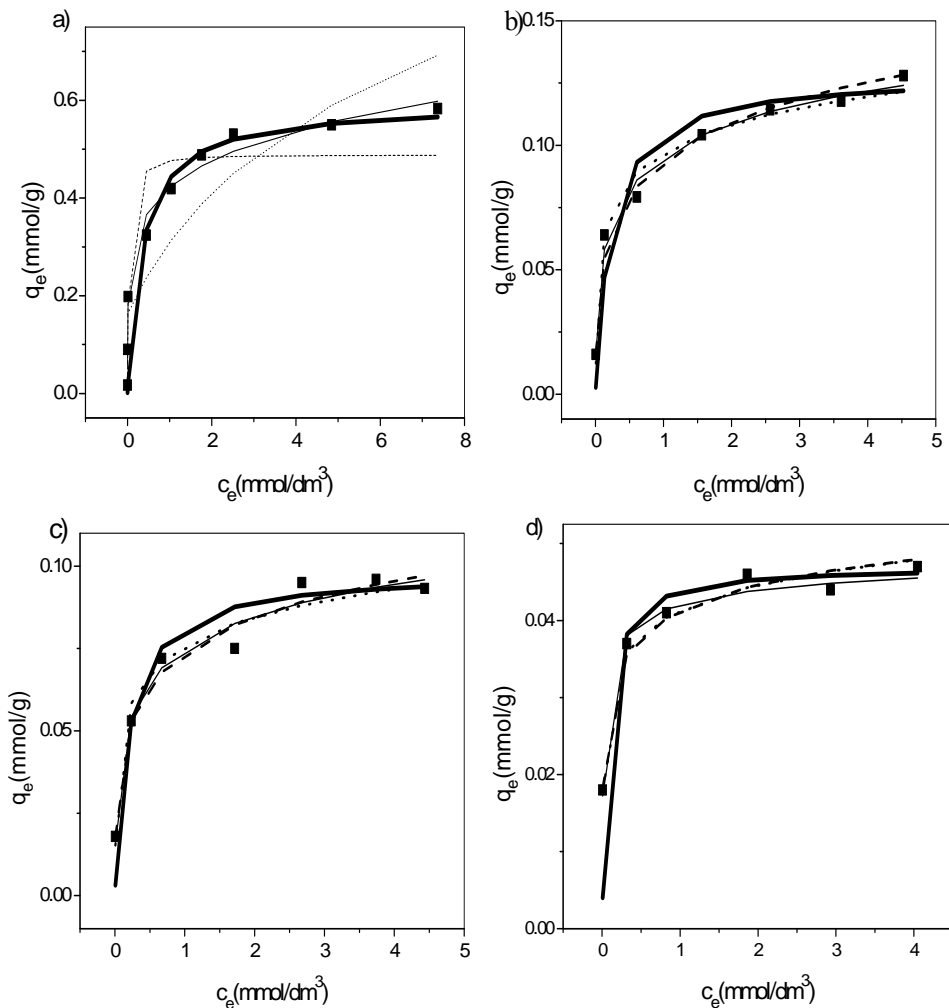 a)
0.6
0.4
0.2
0.0
qe(mmol/g)
0 2 4 6 8
ce(mmol/dm³)
b)
0.15
0.10
0.05
0.00
qe(mmol/g)
0 1 2 3 4 5
ce(mmol/dm³)
c)
0.10
0.05
0.00
qe(mmol/g)
0 1 2 3 4 5
ce(mmol/dm³)
d)
0.04
0.02
0.00
qe(mmol/g)
0 1 2 3 4
ce(mmol/dm³)